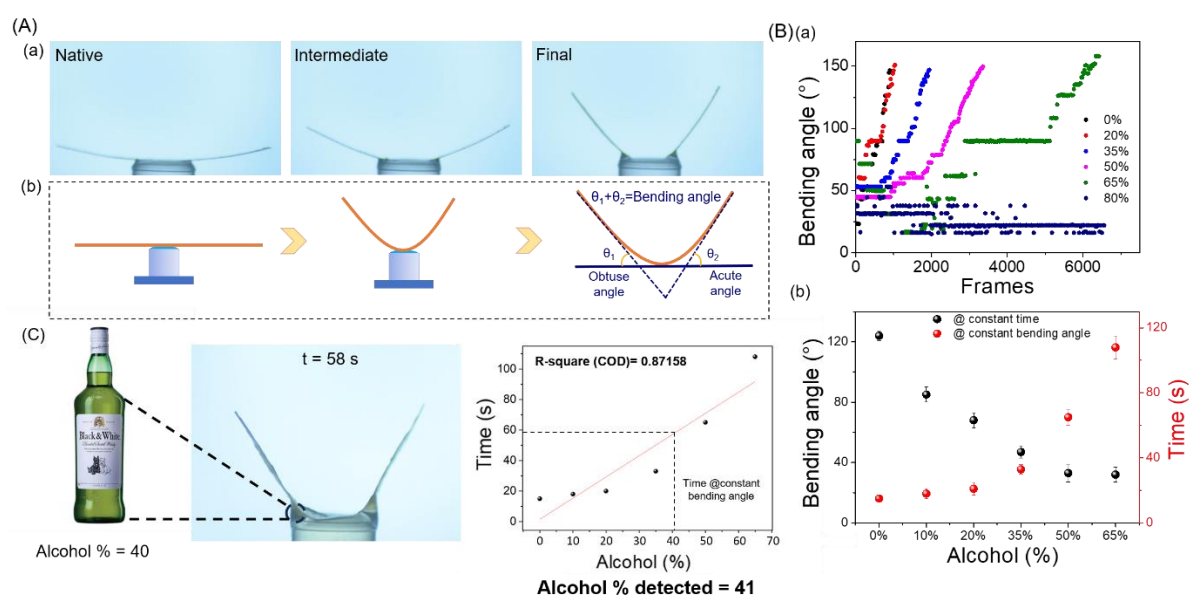 (A)
(a)
Native
Intermediate
Final
(b)
θ1+θ2=Bending angle
θ1
θ2
Obtuse
angle
Acute
angle
(B)
(a)
Bending angle (°)
150
100
50
0
0%
20%
35%
50%
65%
80%
0
2000
4000
6000
Frames
(b)
@ constant time
@ constant bending angle
Bending angle (°)
120
80
40
0
Time (s)
120
80
40
0
0%
10%
20%
35%
50%
65%
Alcohol (%)
(C)
Black&White
Alcohol % = 40
t = 58 s
R-square (COD)= 0.87158
Time (s)
100
80
60
40
20
0
Time @constant
bending angle
0
10
20
30
40
50
60
70
Alcohol (%)
Alcohol % detected = 41